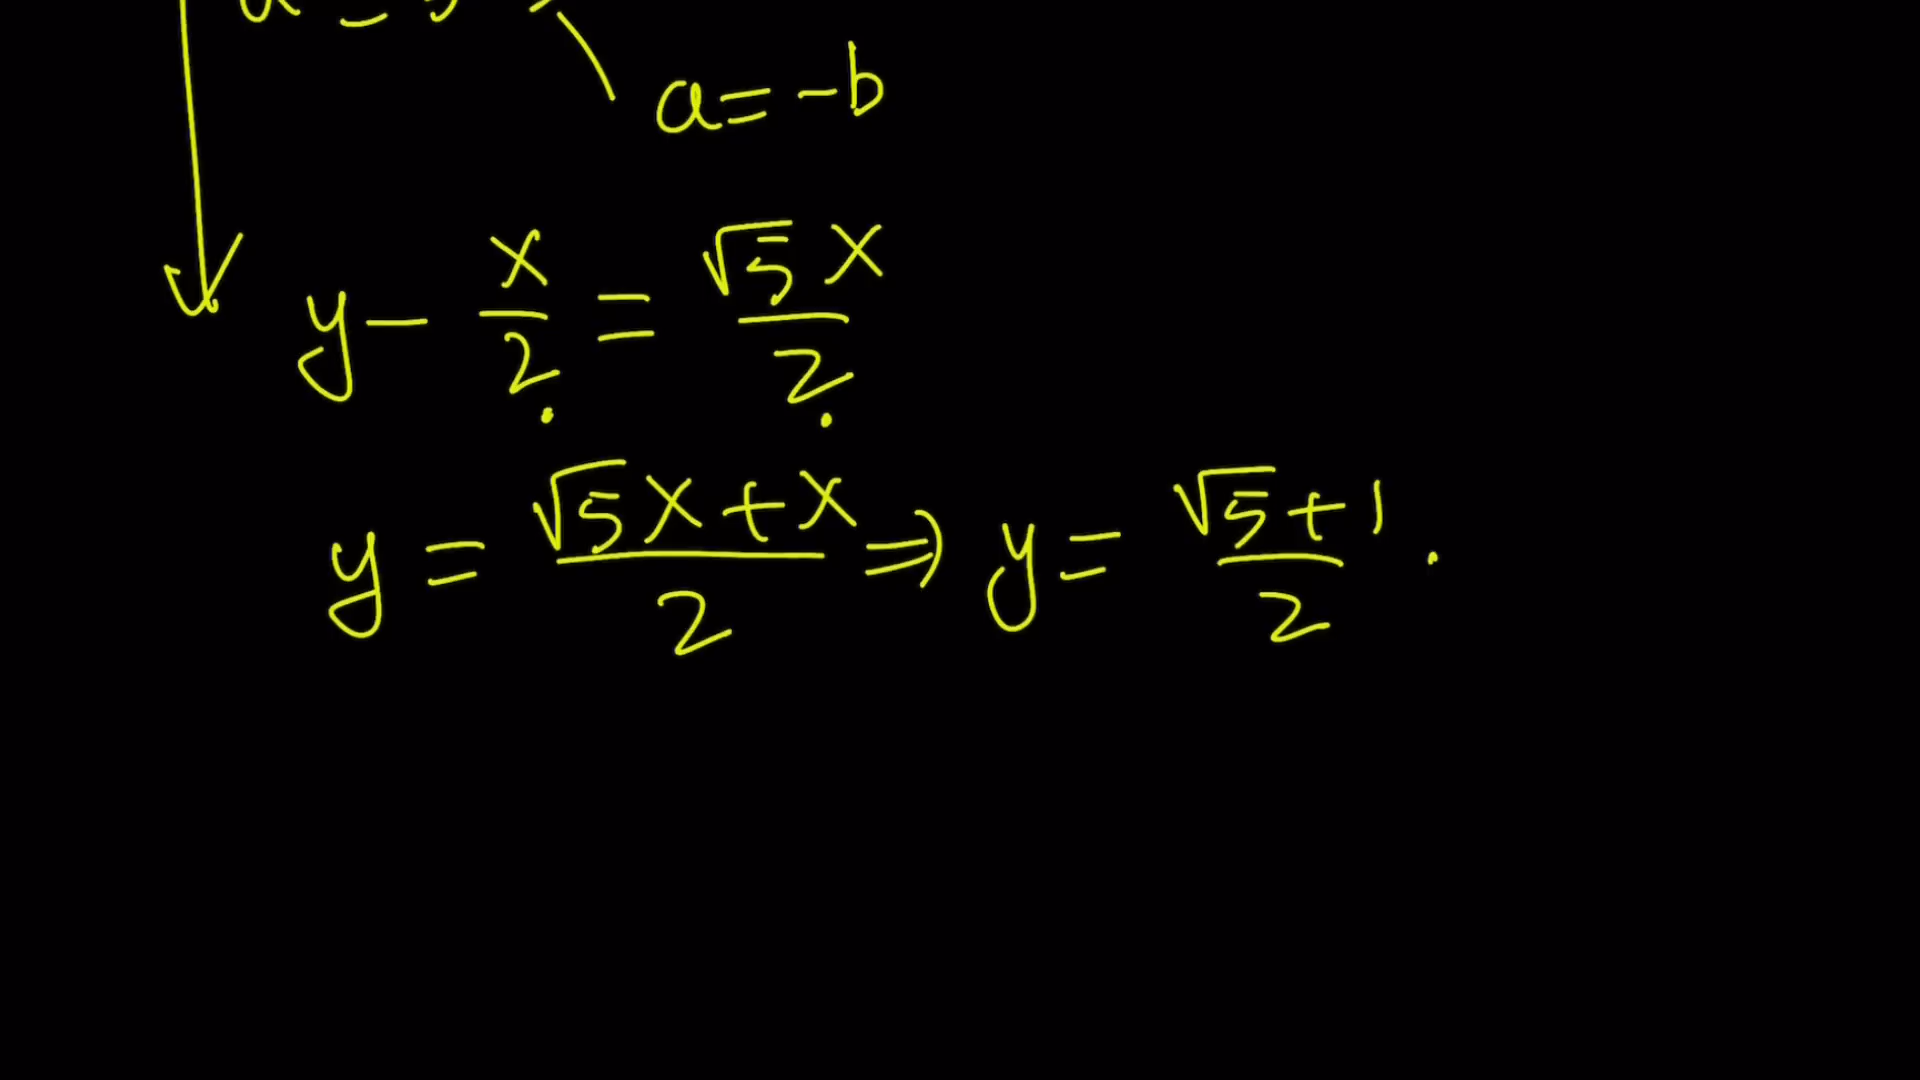 a = -b
y - x/2 = √5 x/2
y = (√5x + x)/2 ⇒ y = (√5 + 1)/2 .